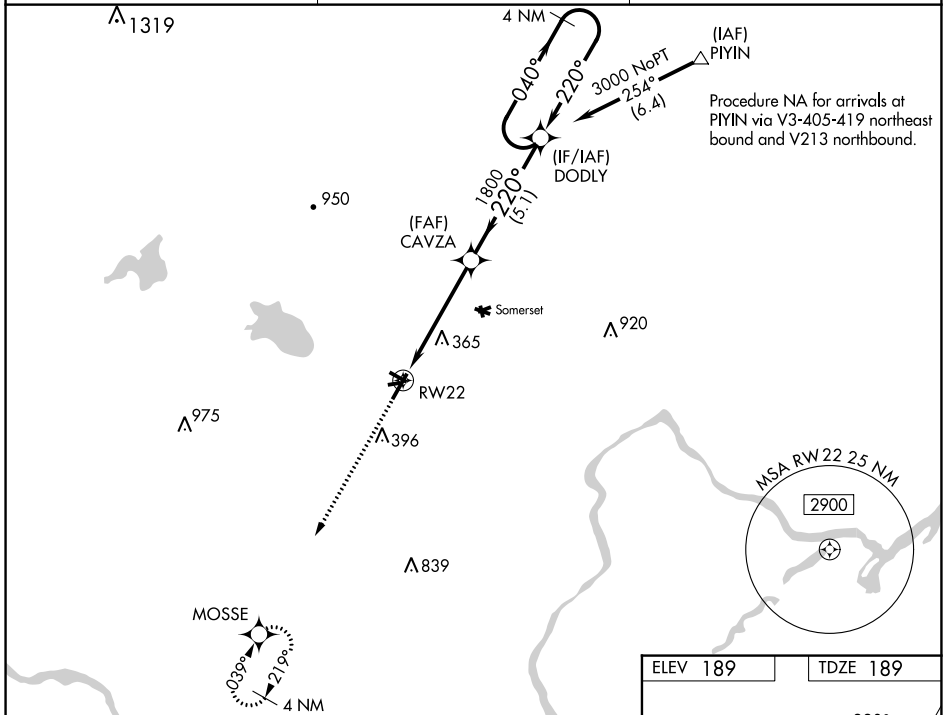 1319
4 NM
(IAF)
PIYIN
3000 NoPT
254°
(6.4)
040°
220°
Procedure NA for arrivals at
PIYIN via V3-405-419 northeast
bound and V213 northbound.
(IF/IAF)
DODLY
1800
220°
(5.1)
950
(FAF)
CAVZA
Somerset
920
365
RW22
975
396
MSA RW22 25 NM
2900
839
MOSSE
039°
219°
4 NM
ELEV 189
TDZE 189